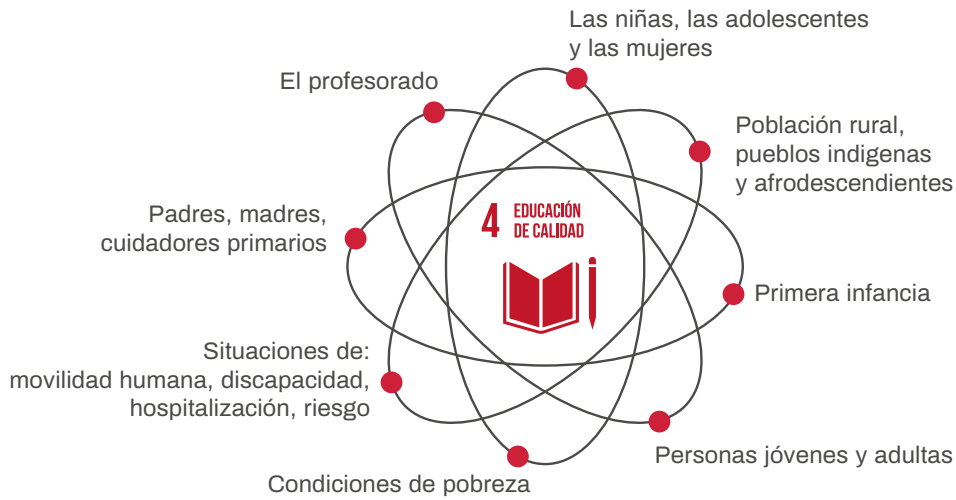 Las niñas, las adolescentes
y las mujeres
El profesorado
Población rural,
pueblos indigenas
y afrodescendientes
Padres, madres,
cuidadores primarios
4 EDUCACIÓN
DE CALIDAD
Primera infancia
Situaciones de:
movilidad humana, discapacidad,
hospitalización, riesgo
Personas jóvenes y adultas
Condiciones de pobreza